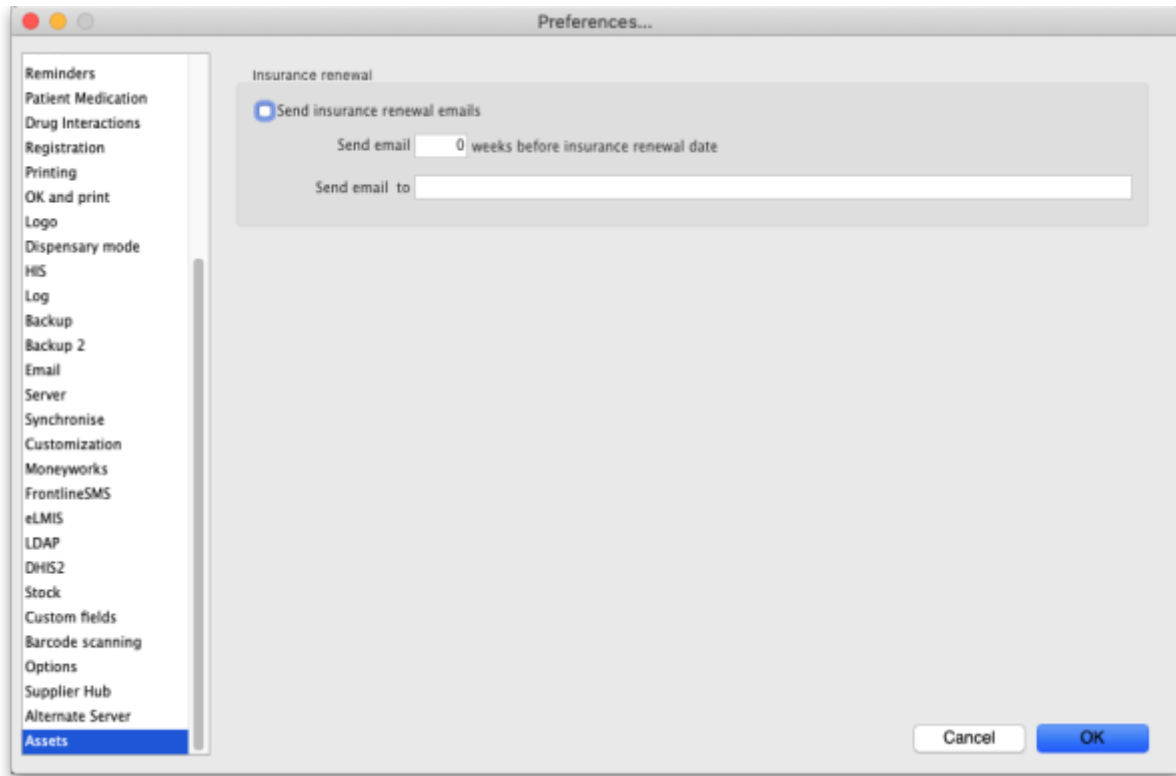 Preferences...
Reminders
Patient Medication
Drug Interactions
Registration
Printing
OK and print
Logo
Dispensary mode
HIS
Log
Backup
Backup 2
Email
Server
Synchronise
Customization
Moneyworks
FrontlineSMS
eLMIS
LDAP
DHIS2
Stock
Custom fields
Barcode scanning
Options
Supplier Hub
Alternate Server
Assets
Insurance renewal
Send insurance renewal emails
Send email 0 weeks before insurance renewal date
Send email to
Cancel OK